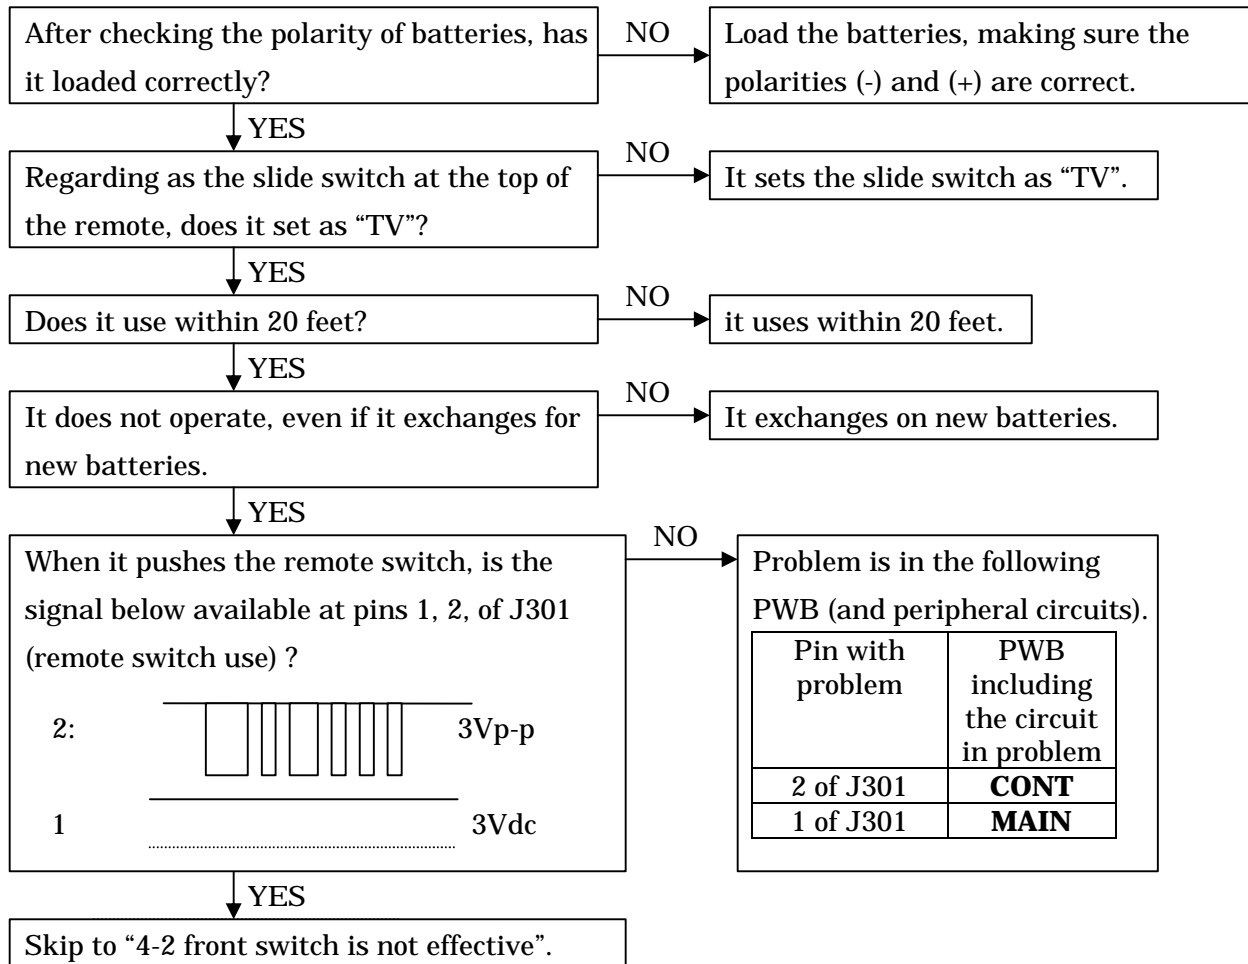 After checking the polarity of batteries, has
it loaded correctly?
NO
Load the batteries, making sure the
polarities (-) and (+) are correct.
YES
Regarding as the slide switch at the top of
the remote, does it set as “TV”?
NO
It sets the slide switch as “TV”.
YES
Does it use within 20 feet?
NO
it uses within 20 feet.
YES
It does not operate, even if it exchanges for
new batteries.
NO
It exchanges on new batteries.
YES
When it pushes the remote switch, is the
signal below available at pins 1, 2, of J301
(remote switch use) ?
2:
3Vp-p
1
3Vdc
NO
Problem is in the following
PWB (and peripheral circuits).
Pin with
problem
PWB
including
the circuit
in problem
2 of J301
CONT
1 of J301
MAIN
YES
Skip to “4-2 front switch is not effective”.